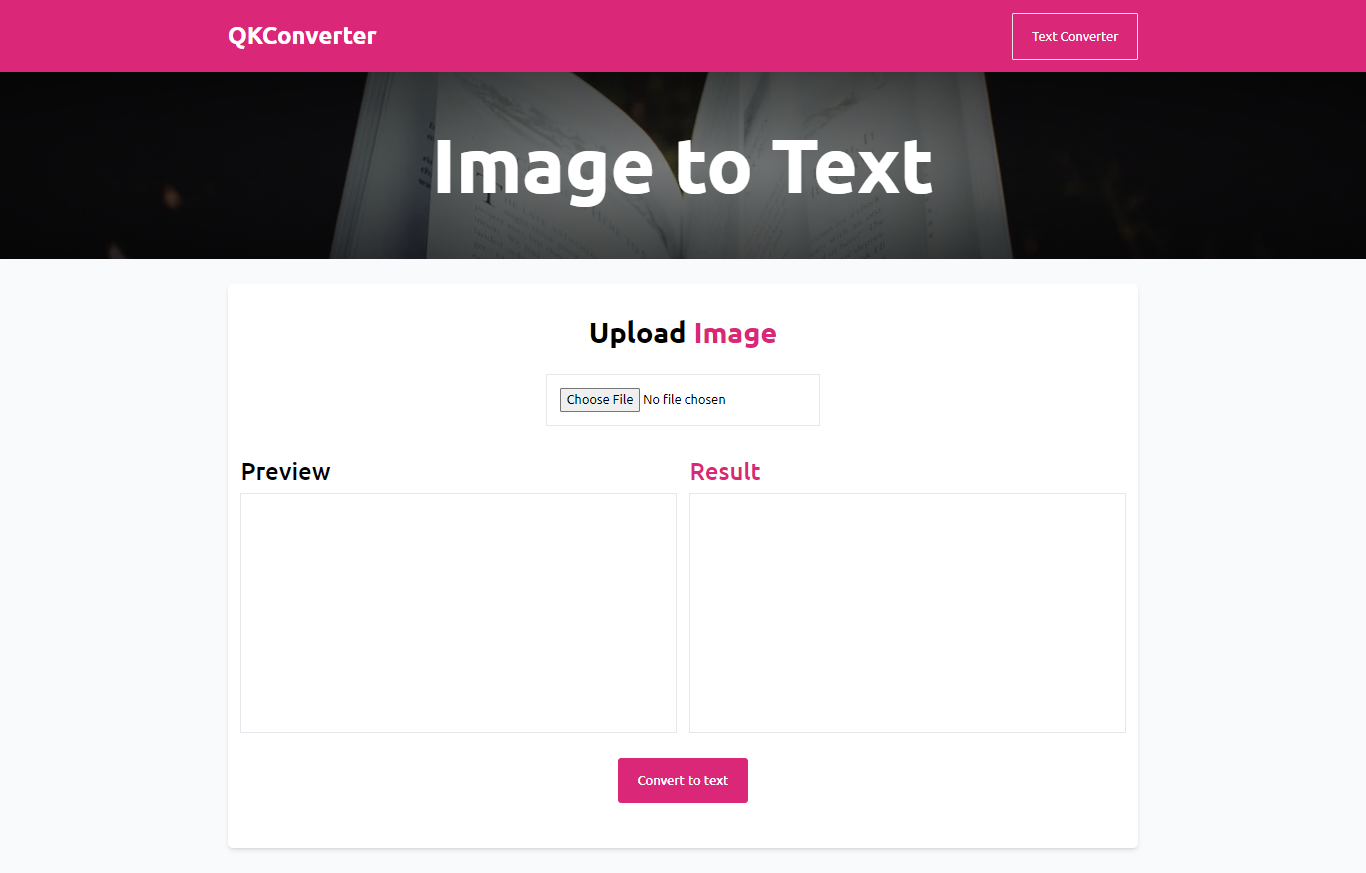 QKConverter
Text Converter
Image to Text
Upload Image
Choose File No file chosen
Preview
Result
Convert to text